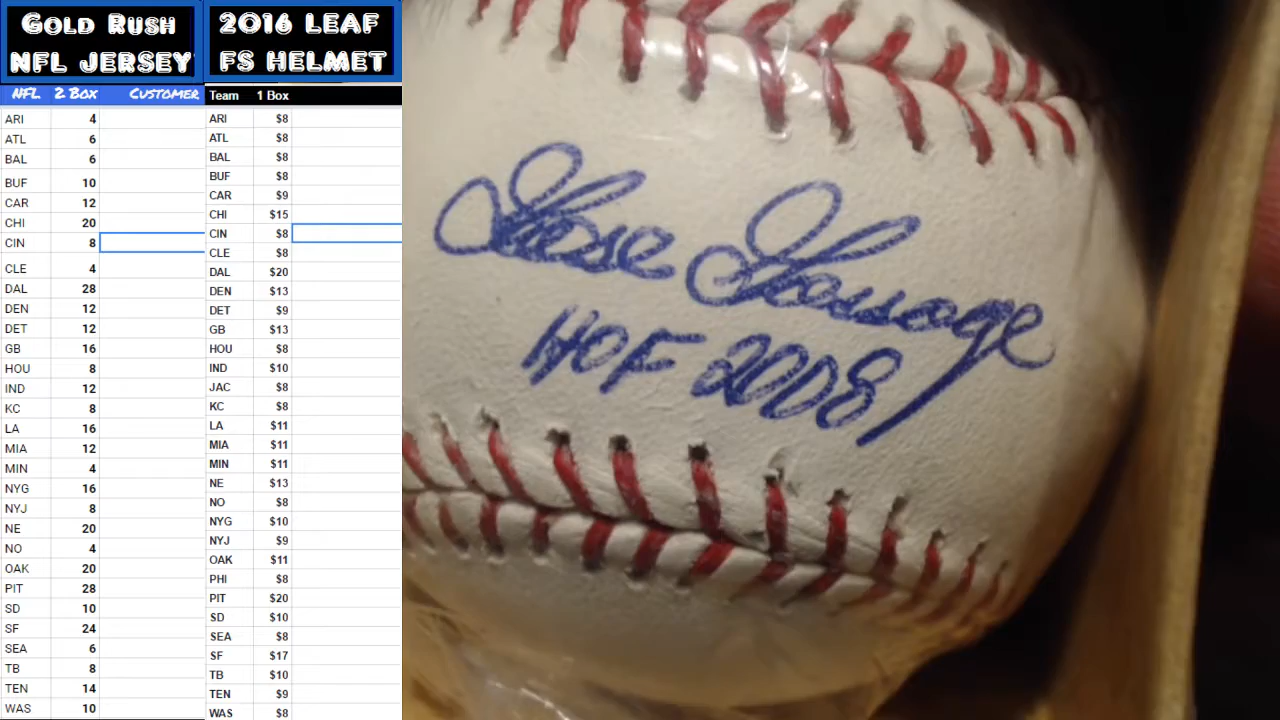 Gold Rush
NFL JERSEY
NFL 2 Box Customer
ARI 4
ATL 6
BAL 6
BUF 10
CAR 12
CHI 20
CIN 8
CLE 4
DAL 28
DEN 12
DET 12
GB 16
HOU 8
IND 12
KC 8
LA 16
MIA 12
MIN 4
NYG 16
NYJ 8
NE 20
NO 4
OAK 20
PIT 28
SD 10
SF 24
SEA 6
TB 8
TEN 14
WAS 10
2016 LEAF
FS HELMET
Team 1 Box
ARI $8
ATL $8
BAL $8
BUF $8
CAR $9
CHI $15
CIN $8
CLE $8
DAL $20
DEN $13
DET $9
GB $13
HOU $8
IND $10
JAC $8
KC $8
LA $11
MIA $11
MIN $11
NE $13
NO $8
NYG $10
NYJ $9
OAK $11
PHI $8
PIT $20
SD $10
SEA $8
SF $17
TB $10
TEN $9
WAS $8
Goose Gossage
HOF 2008